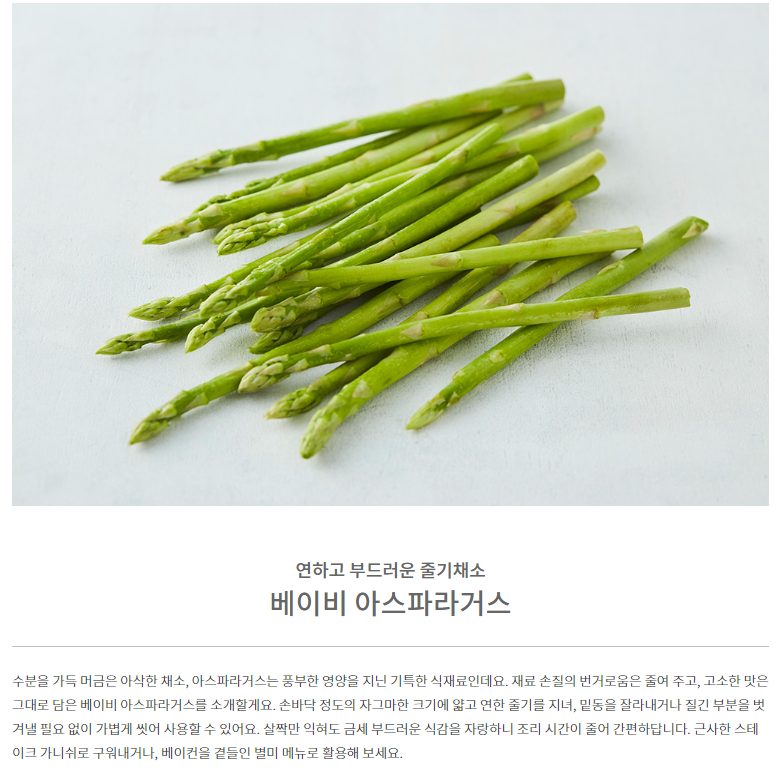 연하고 부드러운 줄기채소
베이비 아스파라거스
수분을 가득 머금은 아삭한 채소, 아스파라거스는 풍부한 영양을 지닌 기특한 식재료인데요. 재료 손질의 번거로움은 줄여 주고, 고소한 맛은
그대로 담은 베이비 아스파라거스를 소개할게요. 손바닥 정도의 자그마한 크기에 얇고 연한 줄기를 지녀, 밑동을 잘라내거나 질긴 부분을 벗
겨낼 필요 없이 가볍게 씻어 사용할 수 있어요. 살짝만 익혀도 금세 부드러운 식감을 자랑하니 조리 시간이 줄어 간편하답니다. 근사한 스테
이크 가니쉬로 구워내거나, 베이컨을 곁들인 별미 메뉴로 활용해 보세요.